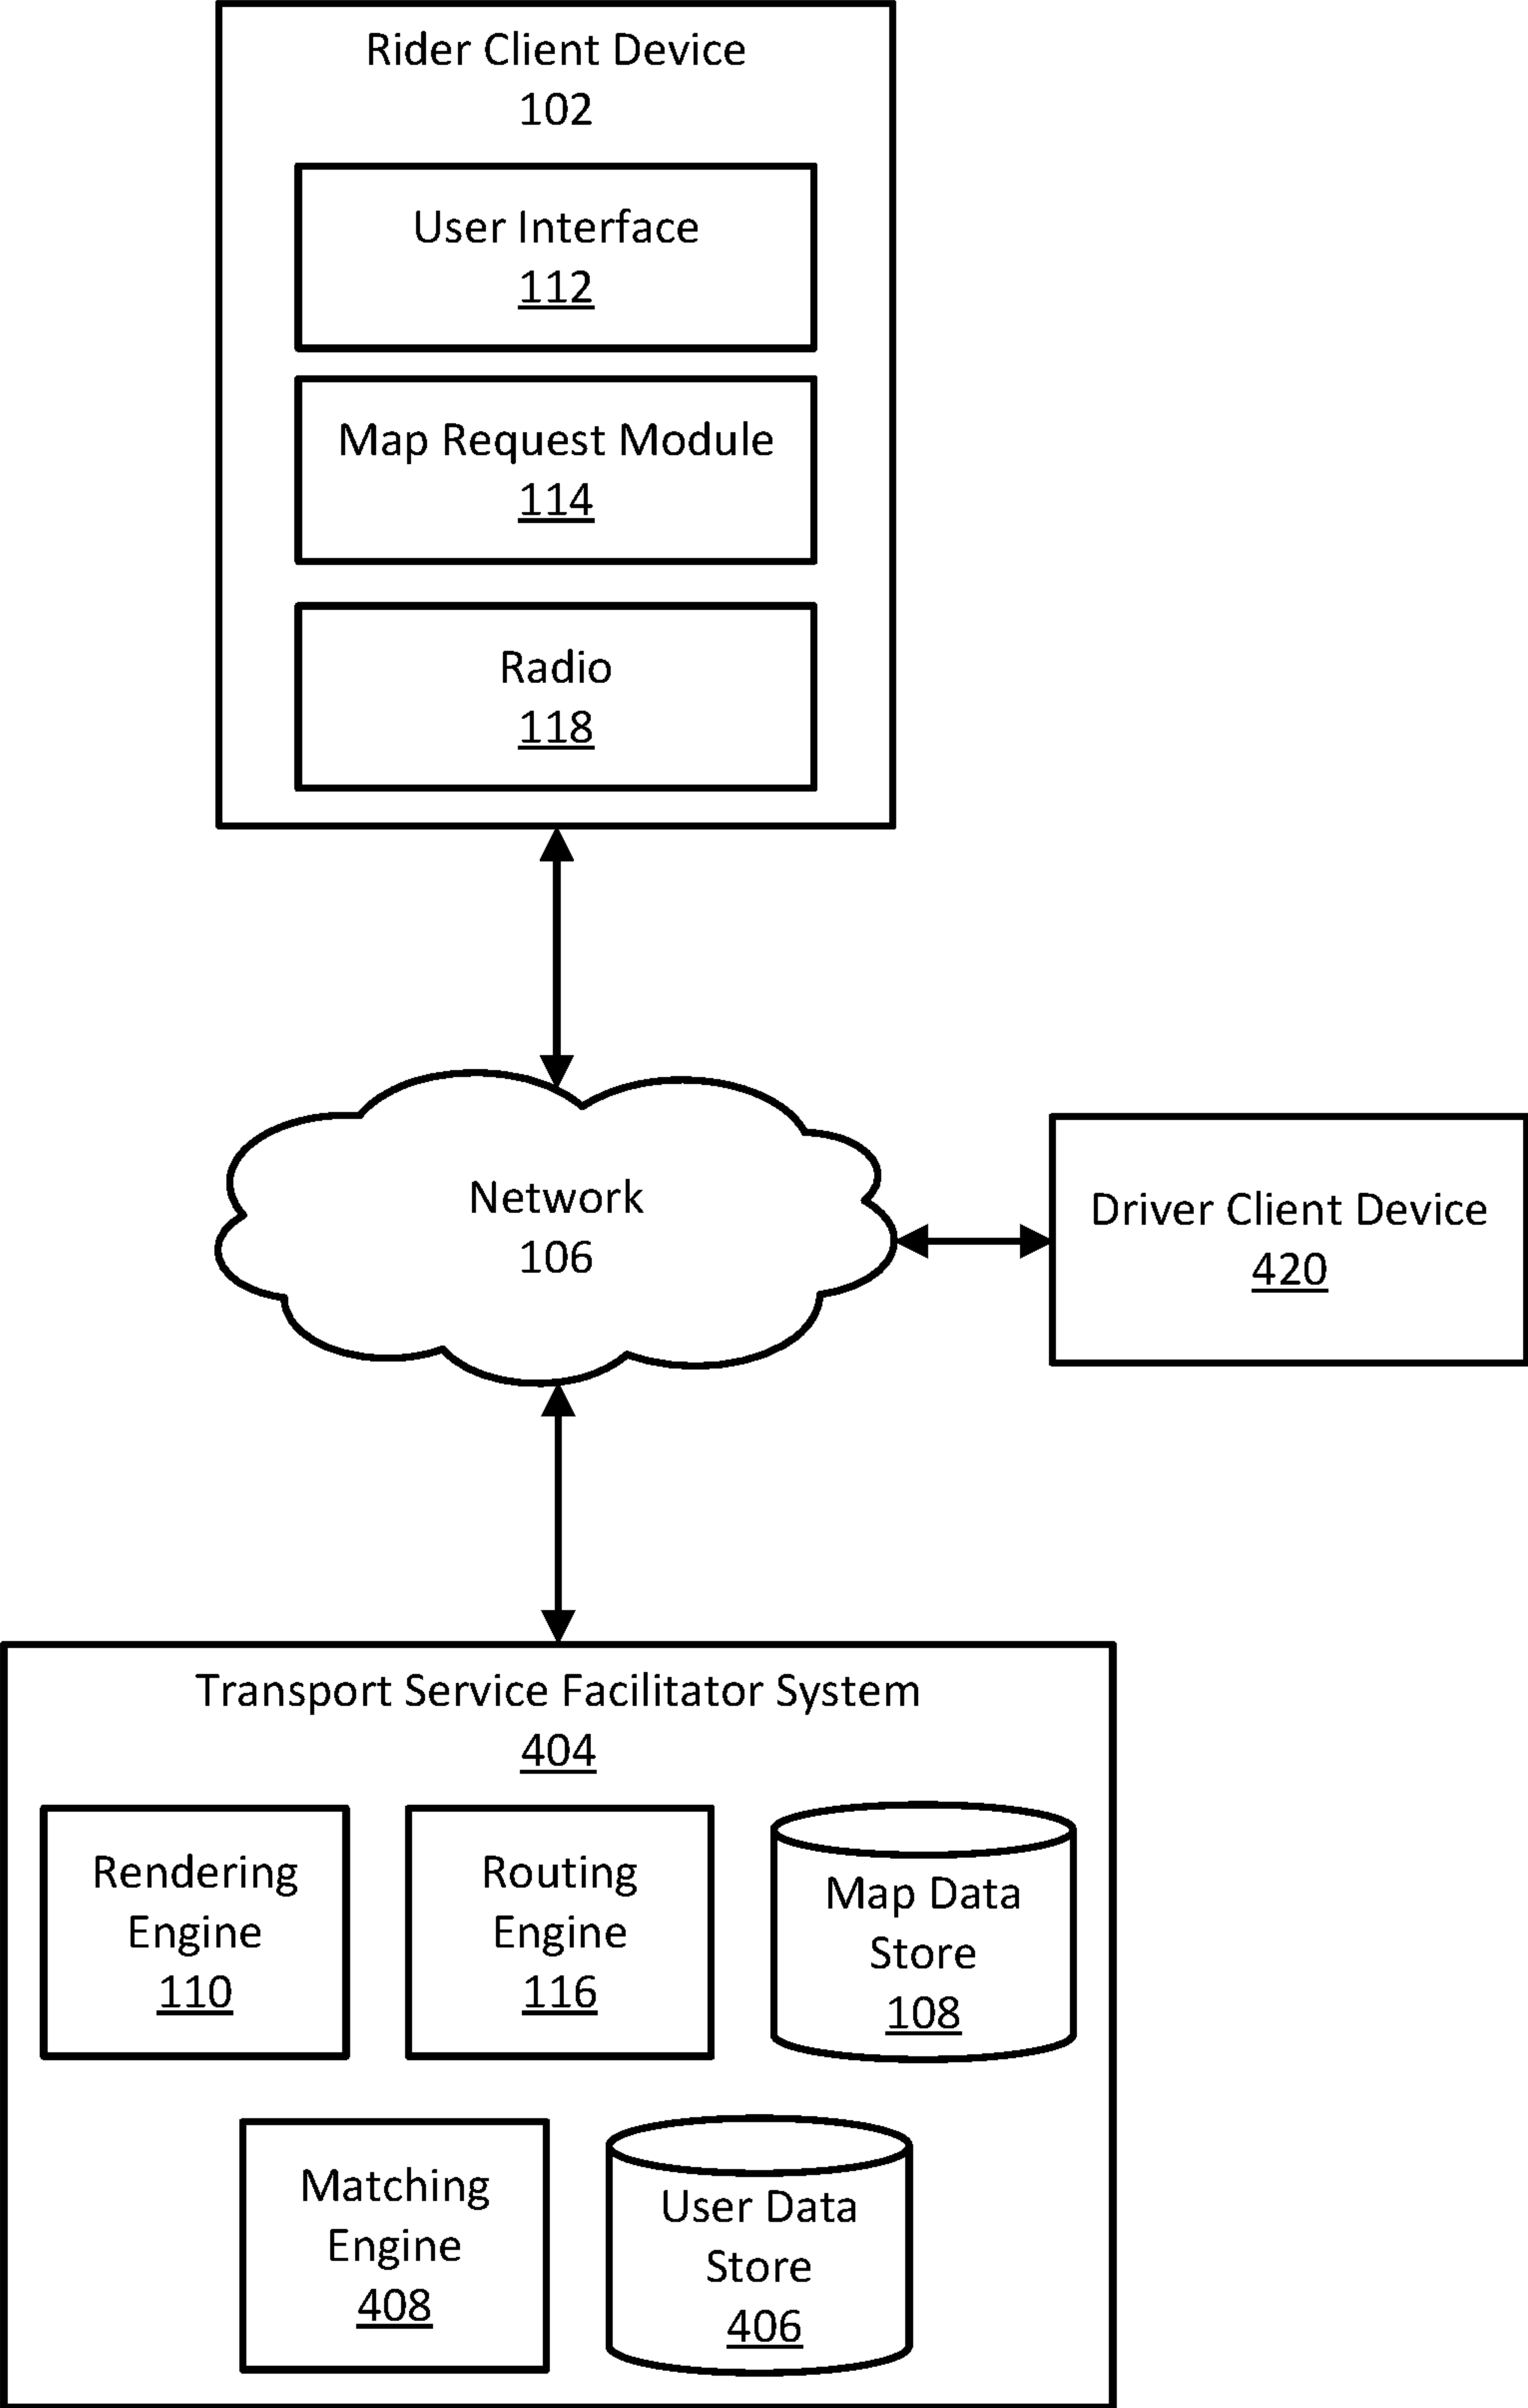 Rider Client Device
102
User Interface
112
Map Request Module
114
Radio
118
Network
106
Driver Client Device
420
Transport Service Facilitator System
404
Rendering
Engine
110
Routing
Engine
116
Map Data
Store
108
Matching
Engine
408
User Data
Store
406